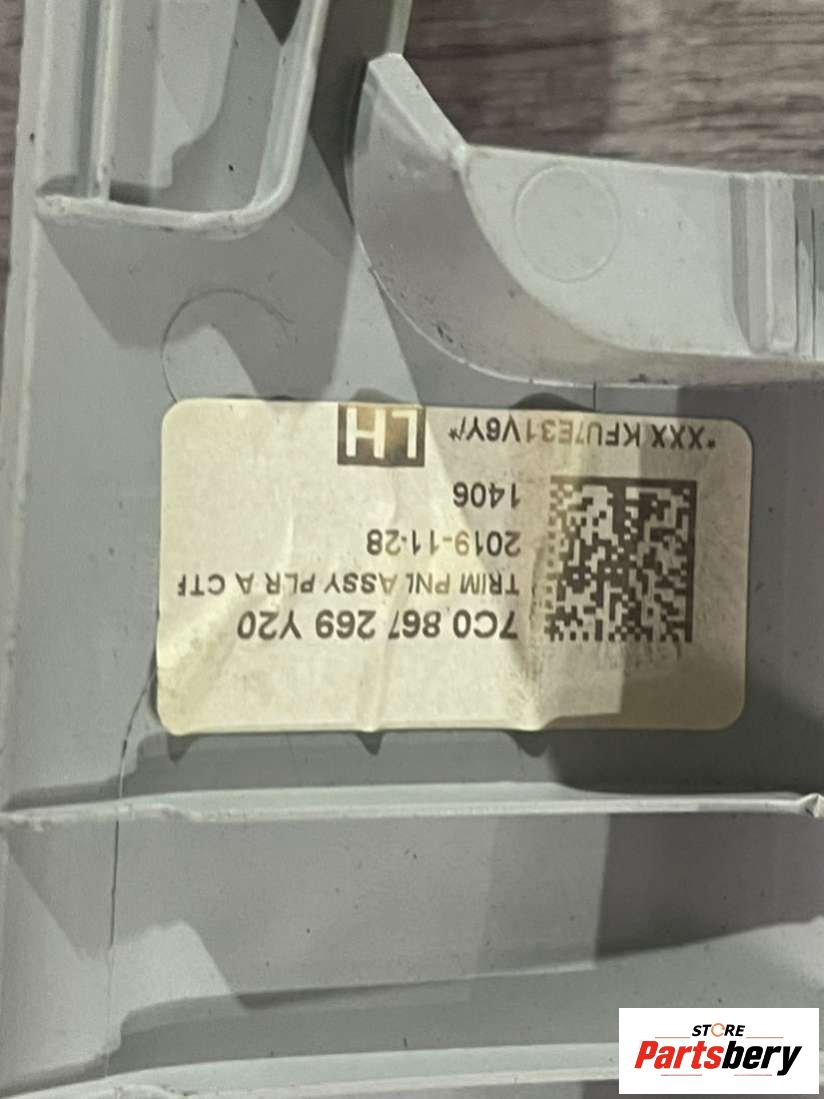 7C0 867 269 Y20
TRIM PNL ASSY PLR A CTF
2019-11-28
1406
LH
*XXX KFU7E31V6Y/*
STORE
Partsbery